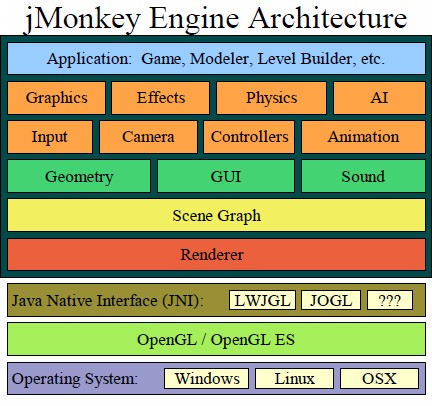 jMonkey Engine Architecture
Application: Game, Modeler, Level Builder, etc.
Graphics Effects Physics AI
Input Camera Controllers Animation
Geometry GUI Sound
Scene Graph
Renderer
Java Native Interface (JNI): LWJGL JOGL ???
OpenGL / OpenGL ES
Operating System: Windows Linux OSX